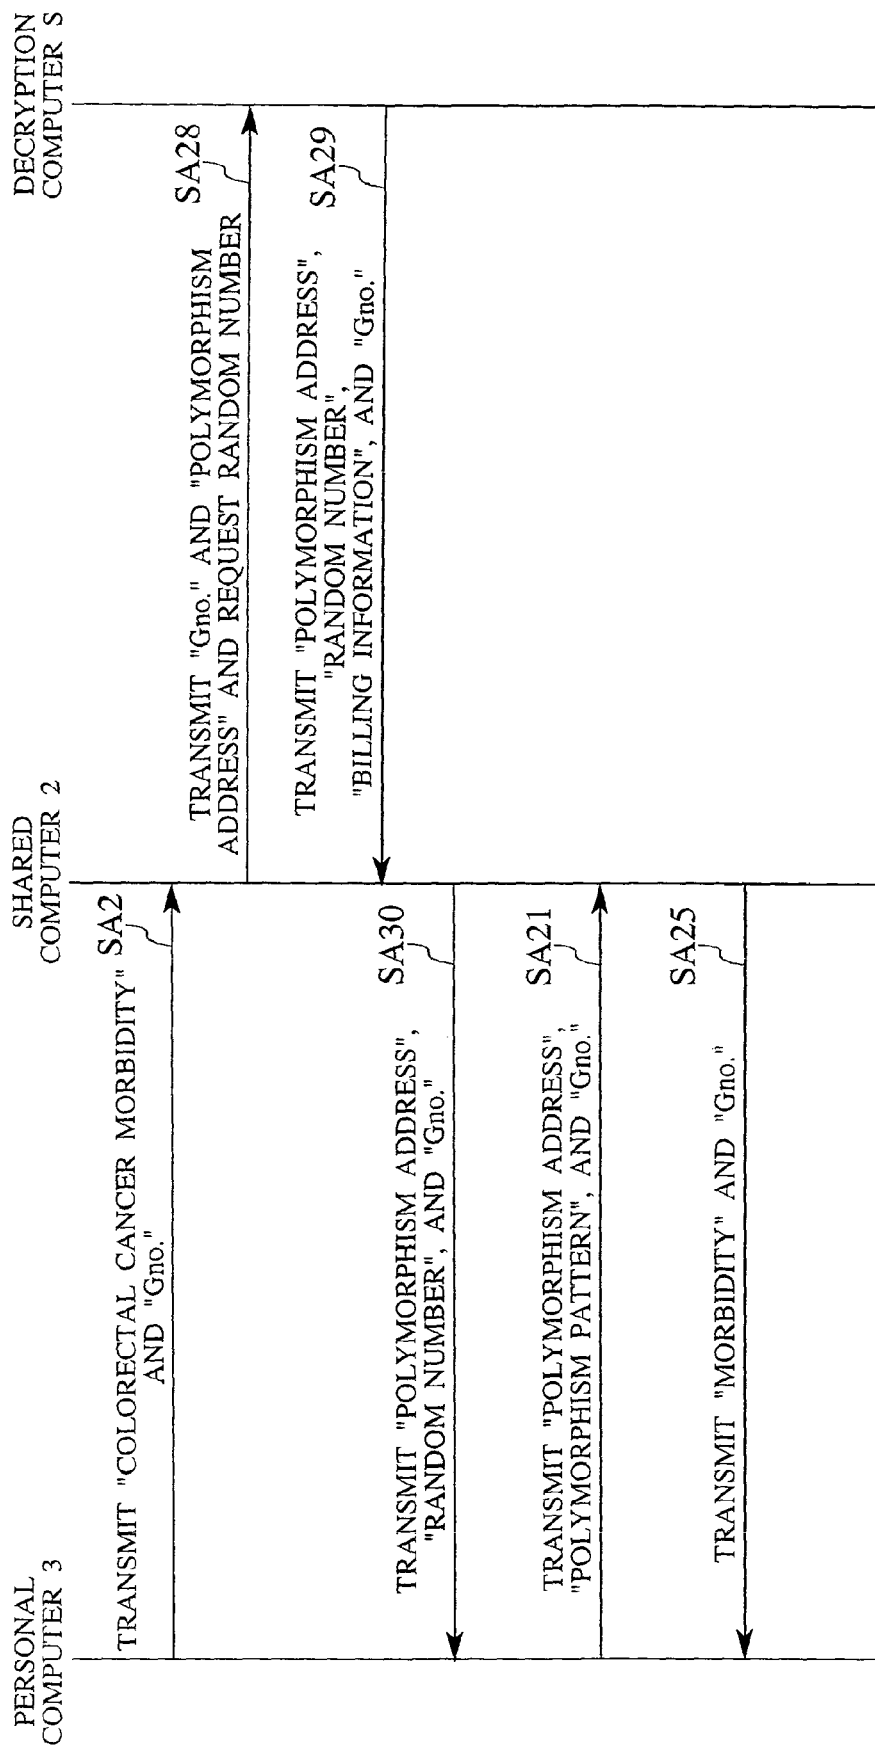 PERSONAL
COMPUTER 3
SHARED
COMPUTER 2
DECRYPTION
COMPUTER S
TRANSMIT "COLORECTAL CANCER MORBIDITY"
AND "Gno."
SA2
TRANSMIT "Gno." AND "POLYMORPHISM
ADDRESS" AND REQUEST RANDOM NUMBER
SA28
TRANSMIT "POLYMORPHISM ADDRESS",
"RANDOM NUMBER",
"BILLING INFORMATION", AND "Gno."
SA29
TRANSMIT "POLYMORPHISM ADDRESS",
"RANDOM NUMBER", AND "Gno."
SA30
TRANSMIT "POLYMORPHISM ADDRESS",
"POLYMORPHISM PATTERN", AND "Gno."
SA21
TRANSMIT "MORBIDITY" AND "Gno."
SA25